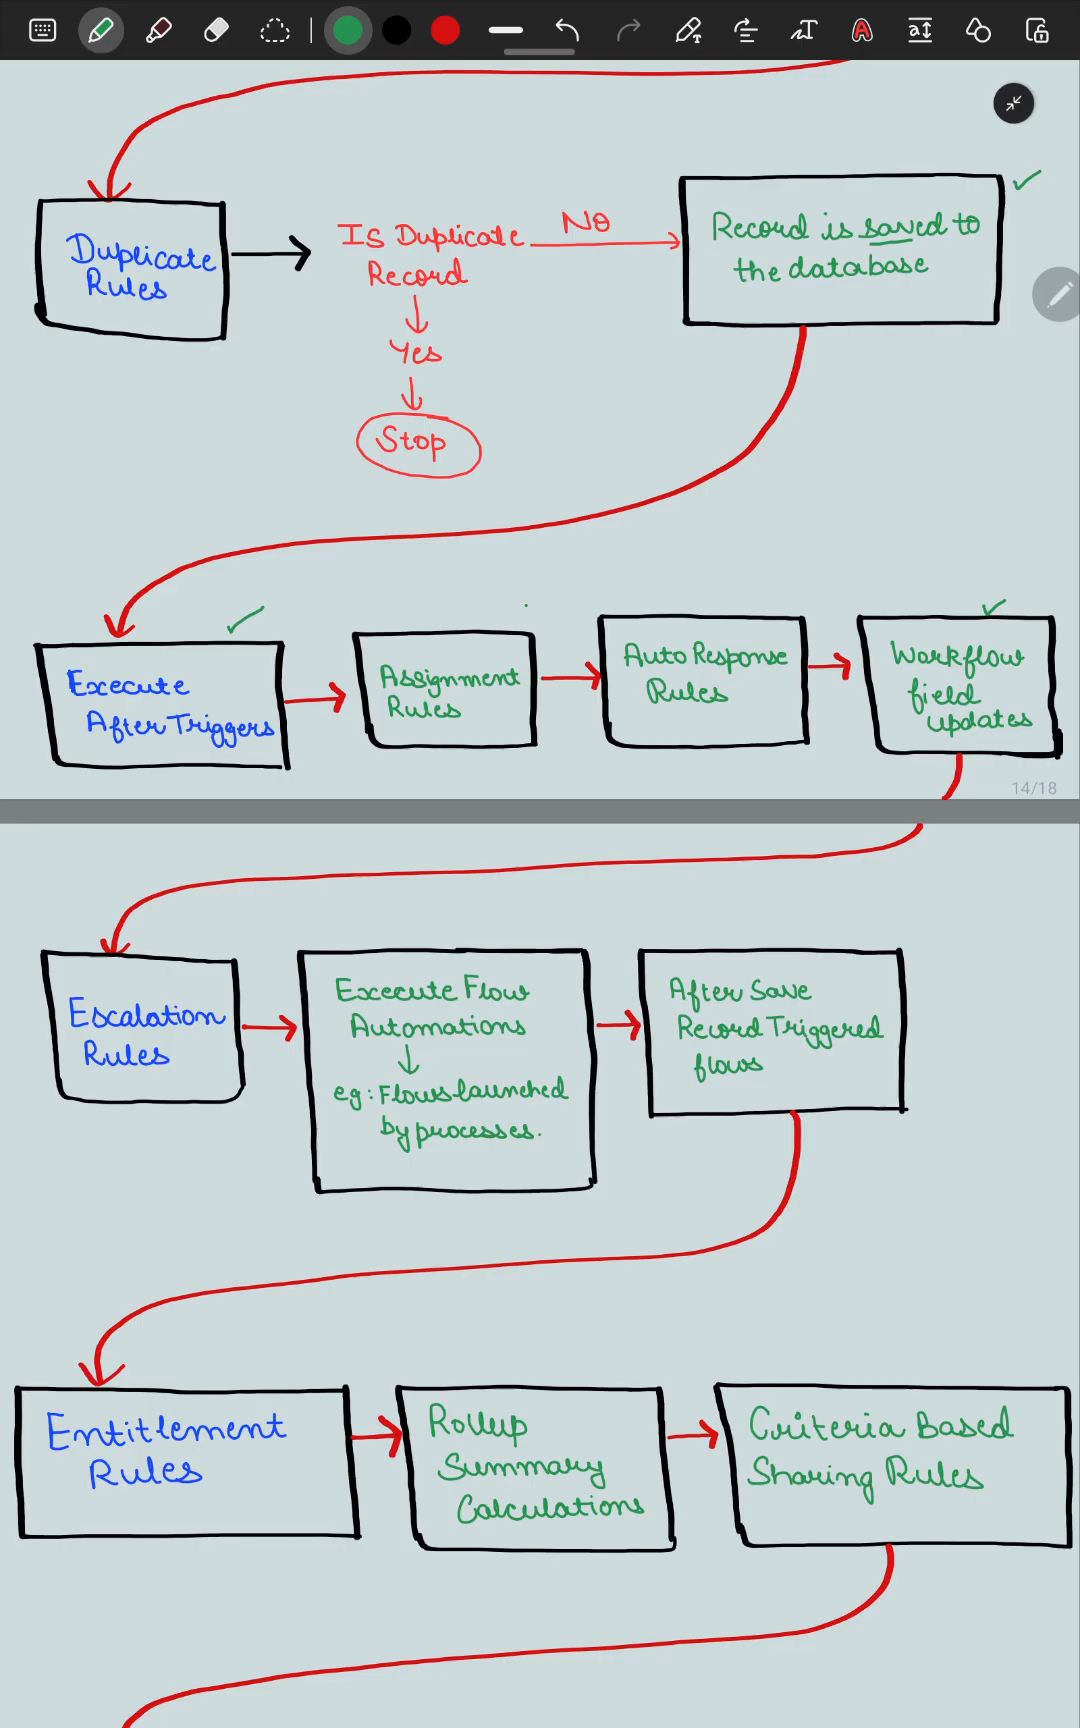 Duplicate
Rules
Is Duplicate
Record
No
Yes
Stop
Record is saved to
the database
Execute
After Triggers
Assignment
Rules
Auto Response
Rules
Workflow
field
updates
14/18
Escalation
Rules
Execute Flow
Automations
eg: Flows launched
by processes.
After Save
Record Triggered
flows
Entitlement
Rules
Rollup
Summary
Calculations
Criteria Based
Sharing Rules